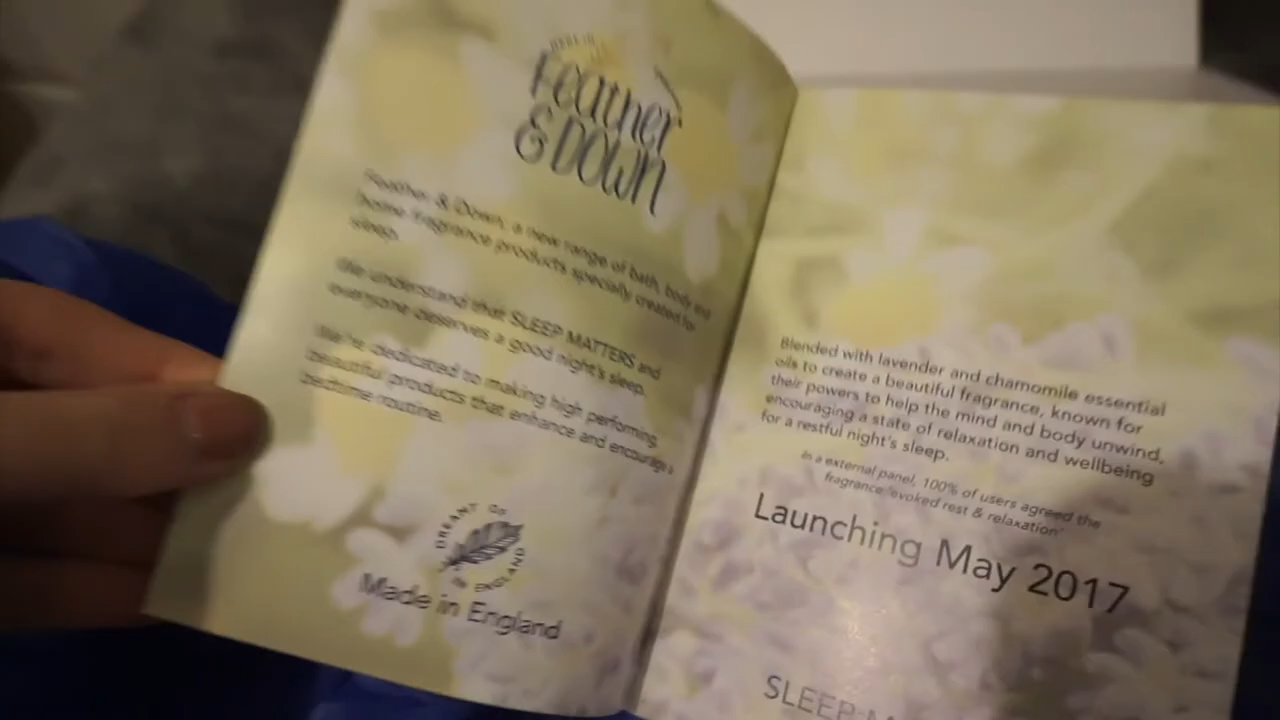 Feather
& DOWN
Feather & Down, a new range of bath, body and
home fragrance products specially created for
sleep.
We understand that SLEEP MATTERS and
everyone deserves a good night's sleep.
We're dedicated to making high performing,
beautiful products that enhance and encourage a
bedtime routine.
DREAMT UP
IN ENGLAND
Made in England
Blended with lavender and chamomile essential
oils to create a beautiful fragrance, known for
their powers to help the mind and body unwind,
encouraging a state of relaxation and wellbeing
for a restful night's sleep.
In a external panel, 100% of users agreed the
fragrance 'evoked rest & relaxation'
Launching May 2017
SLEEP